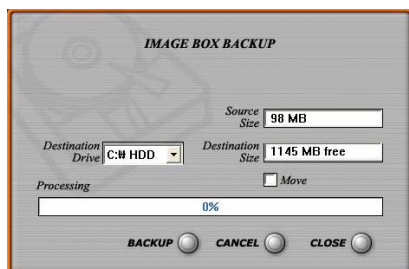 IMAGE BOX BACKUP
Source Size 98 MB
Destination Drive C:₩ HDD Destination Size 1145 MB free
Processing Move
0%
BACKUP CANCEL CLOSE